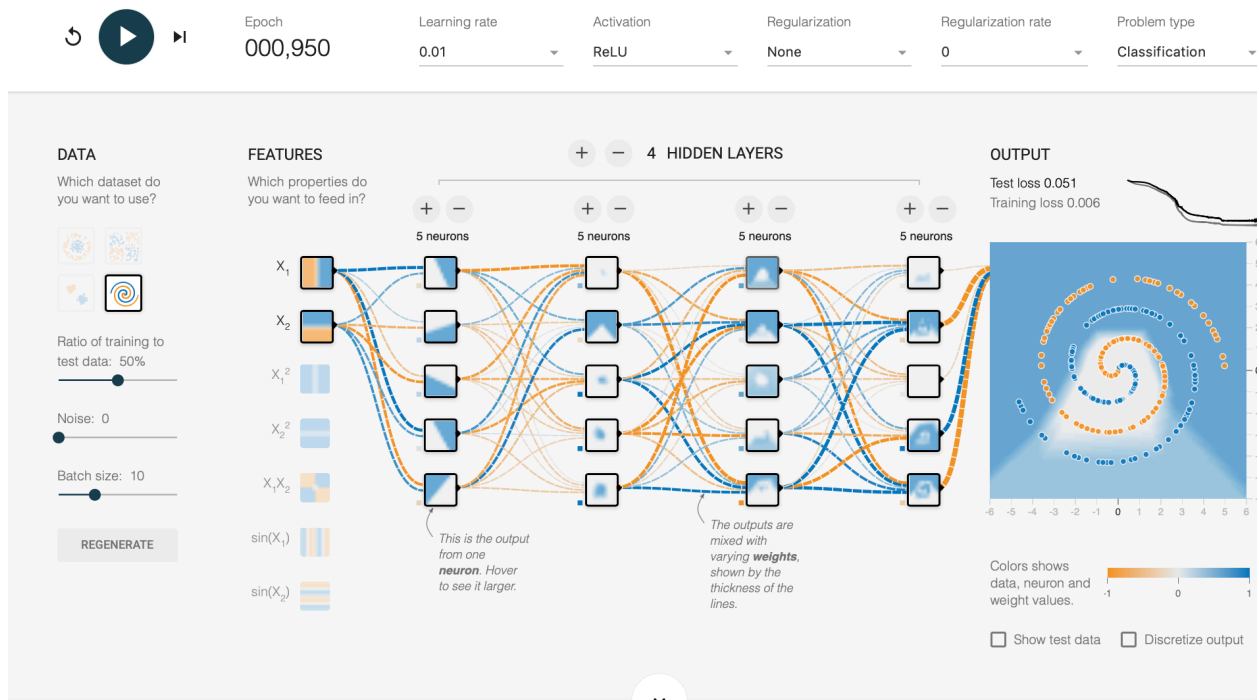 Epoch
000,950
Learning rate
0.01
Activation
ReLU
Regularization
None
Regularization rate
0
Problem type
Classification
DATA
Which dataset do
you want to use?
Ratio of training to
test data: 50%
Noise: 0
Batch size: 10
REGENERATE
FEATURES
Which properties do
you want to feed in?
X₁
X₂
X₁²
X₂²
X₁X₂
sin(X₁)
sin(X₂)
+ − 4 HIDDEN LAYERS
+ − + − + − + −
5 neurons 5 neurons 5 neurons 5 neurons
This is the output
from one
neuron. Hover
to see it larger.
The outputs are
mixed with
varying weights,
shown by the
thickness of the
lines.
OUTPUT
Test loss 0.051
Training loss 0.006
-6 -5 -4 -3 -2 -1 0 1 2 3 4 5 6
Colors shows
data, neuron and
weight values.
-1 0 1
Show test data Discretize output